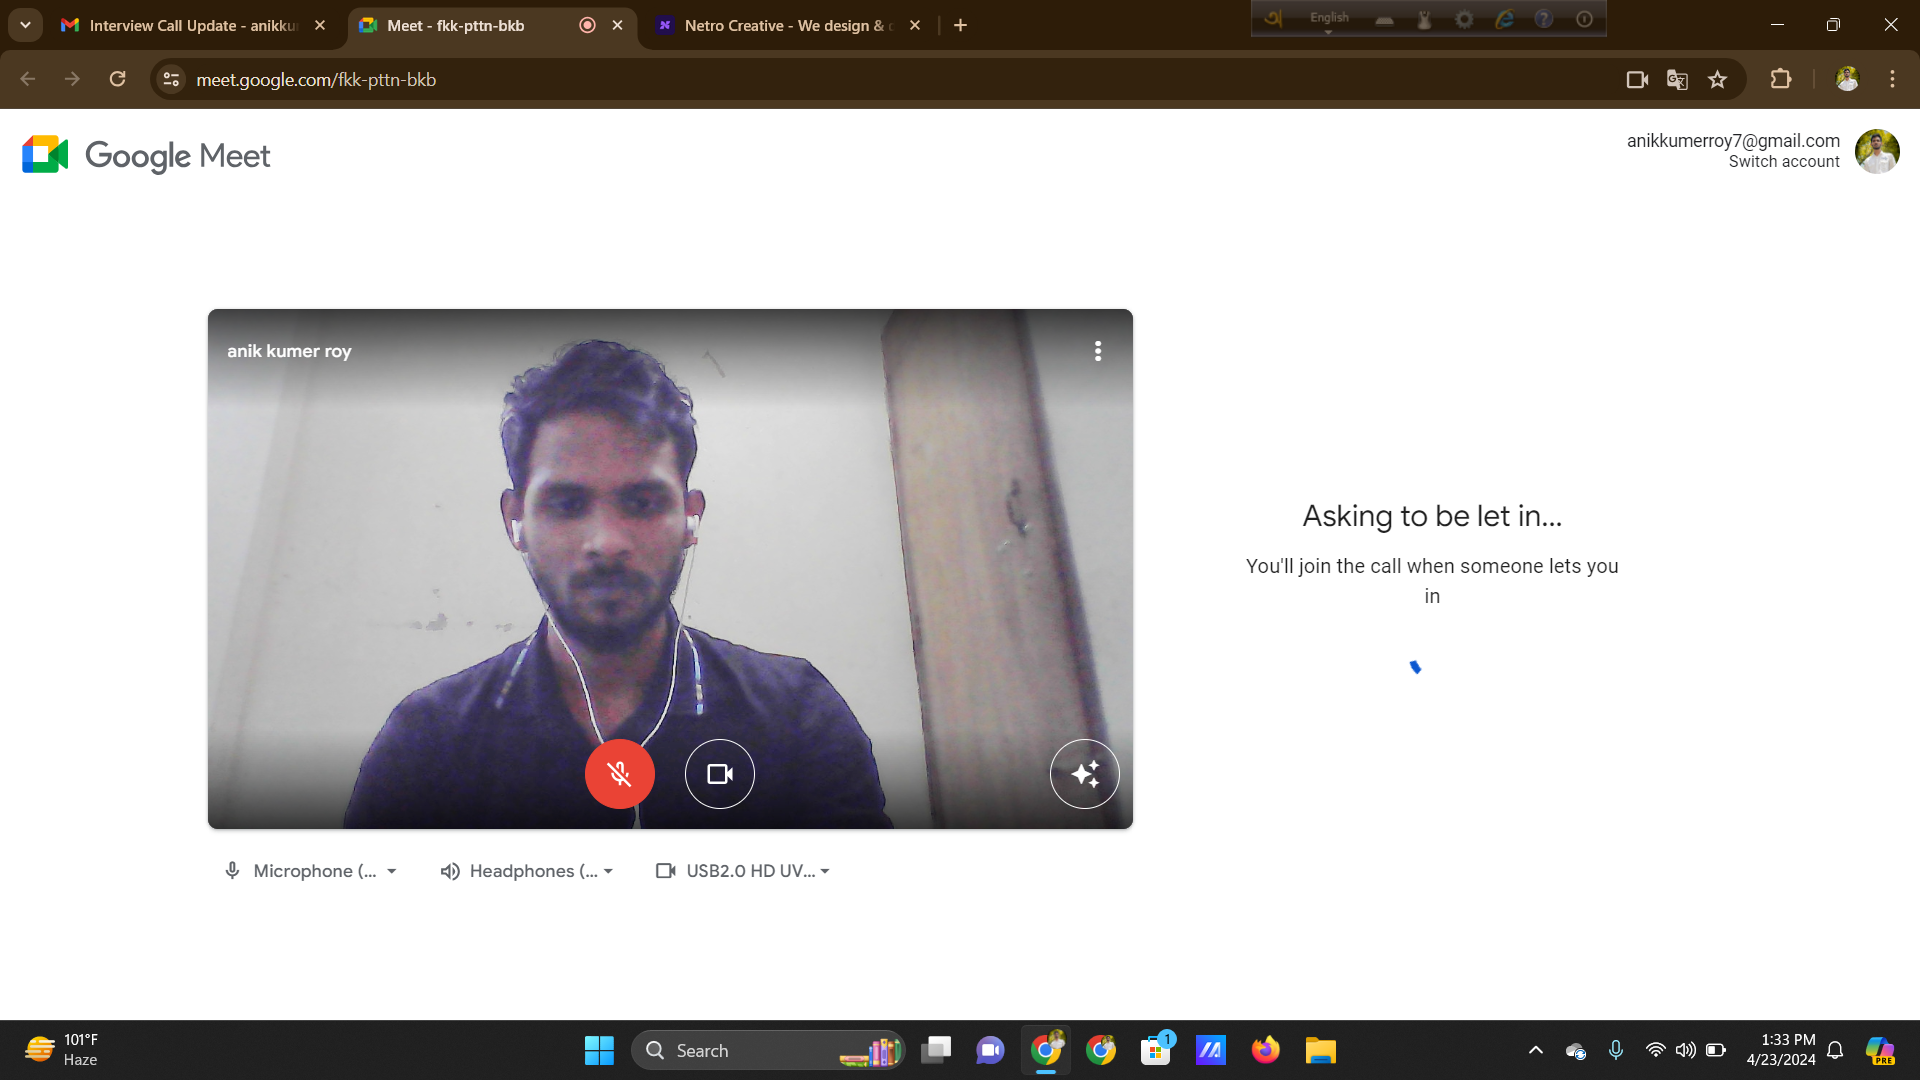 Interview Call Update - anikku
Meet - fkk-pttn-bkb
Netro Creative - We design & d
English
meet.google.com/fkk-pttn-bkb
Google Meet
anikkumerroy7@gmail.com
Switch account
anik kumer roy
Asking to be let in...
You'll join the call when someone lets you
in
Microphone (...
Headphones (...
USB2.0 HD UV...
101°F
Haze
Search
1
1:33 PM
4/23/2024
PRE